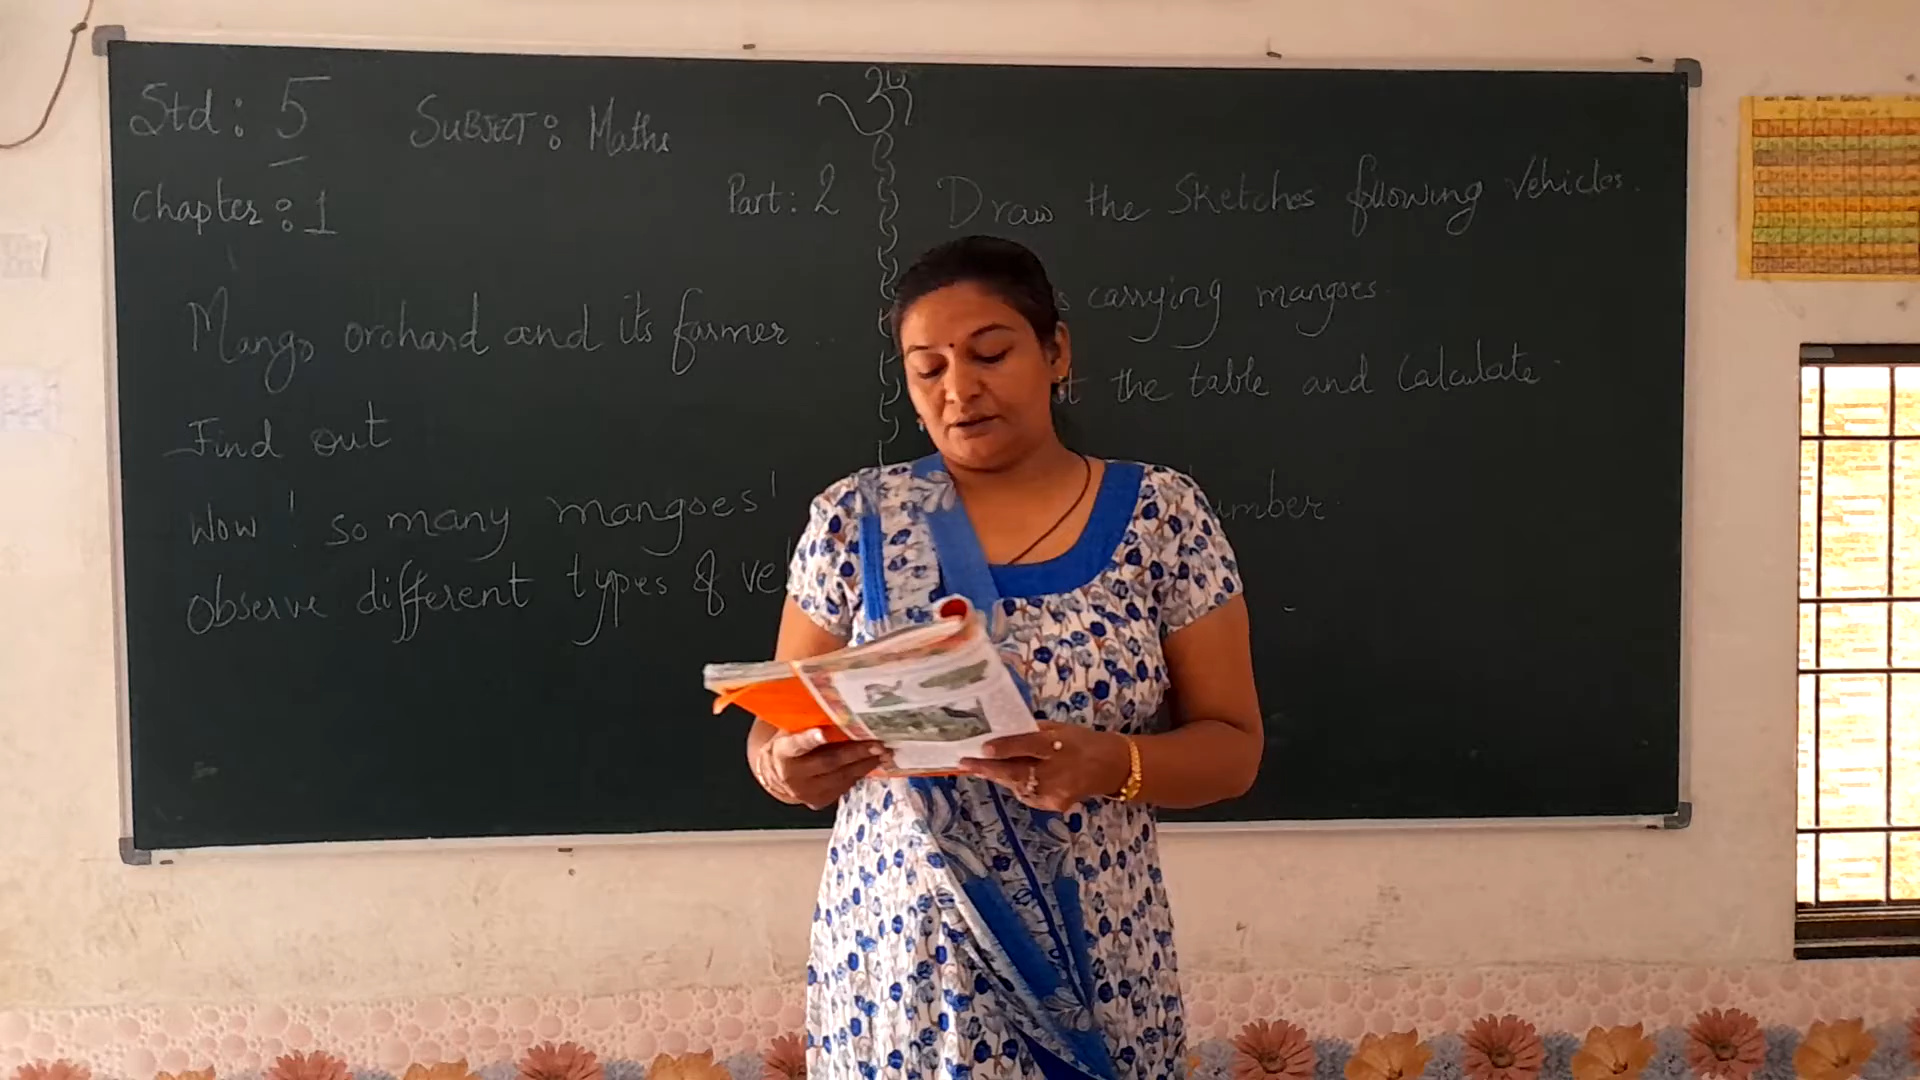 ૐ
Std: 5
SUBJECT: Maths
Chapter: 1
Part: 2
Mango orchard and its farmer ..
Find out
Wow! so many mangoes!
Observe different types of
Draw the Sketches following Vehicles.
carrying mangoes.
the table and Calculate.